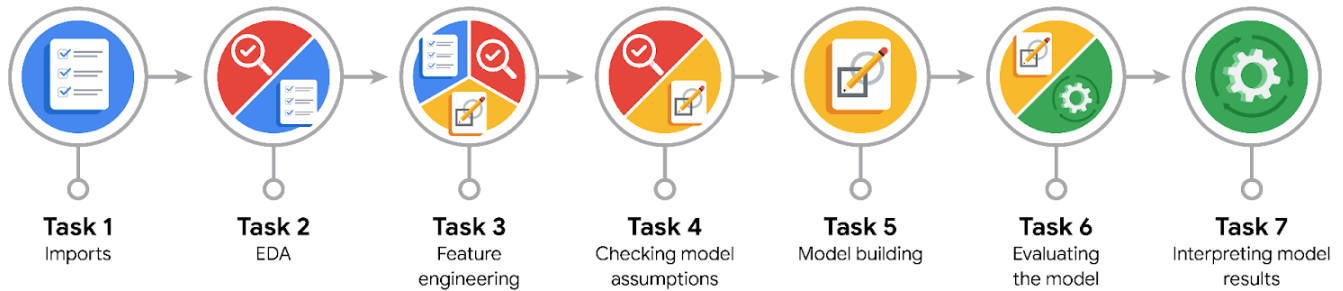 Task 1
Imports
Task 2
EDA
Task 3
Feature
engineering
Task 4
Checking model
assumptions
Task 5
Model building
Task 6
Evaluating
the model
Task 7
Interpreting model
results